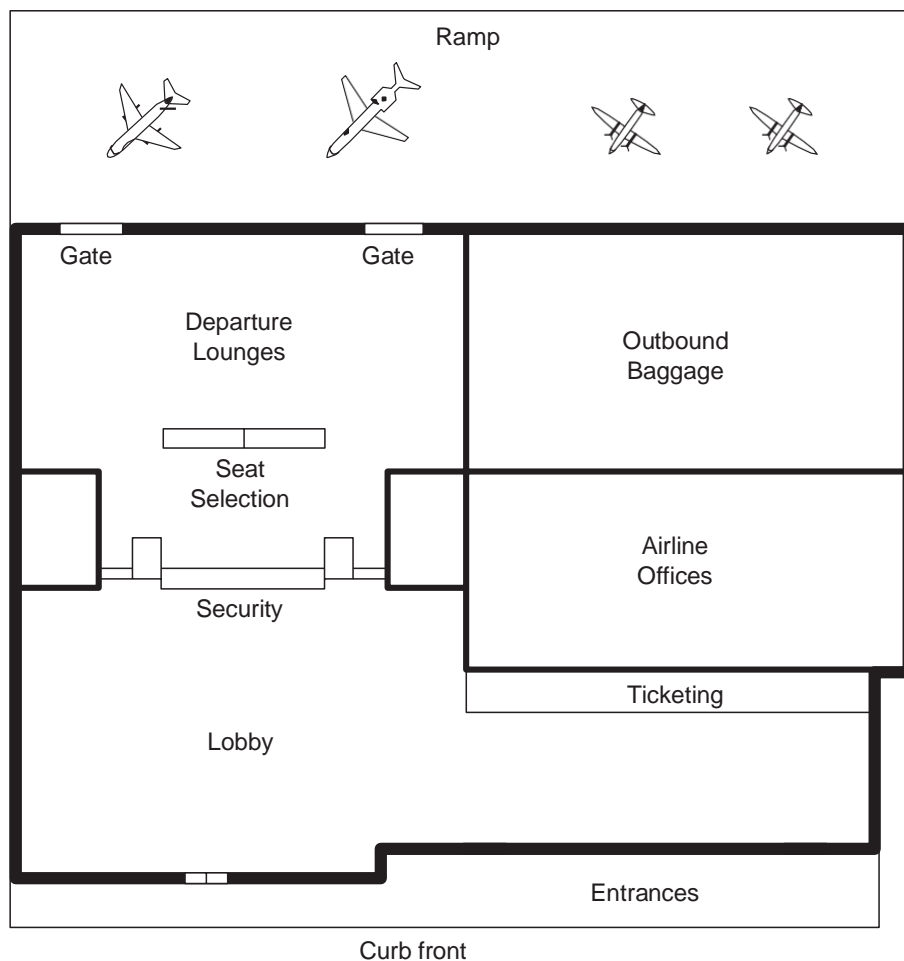 Ramp
Gate
Gate
Departure
Lounges
Outbound
Baggage
Seat
Selection
Airline
Offices
Security
Ticketing
Lobby
Entrances
Curb front